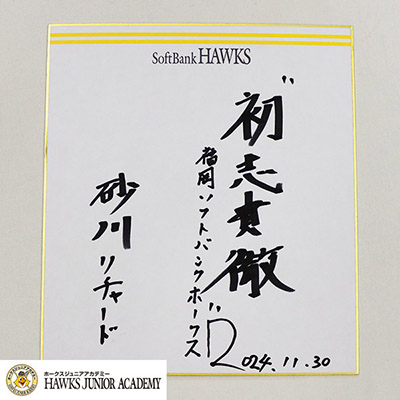 SoftBank HAWKS
"初志貫徹"
福岡ソフトバンクホークス
砂川リチャード
2024.11.30
ホークスジュニアアカデミー
HAWKS JUNIOR ACADEMY